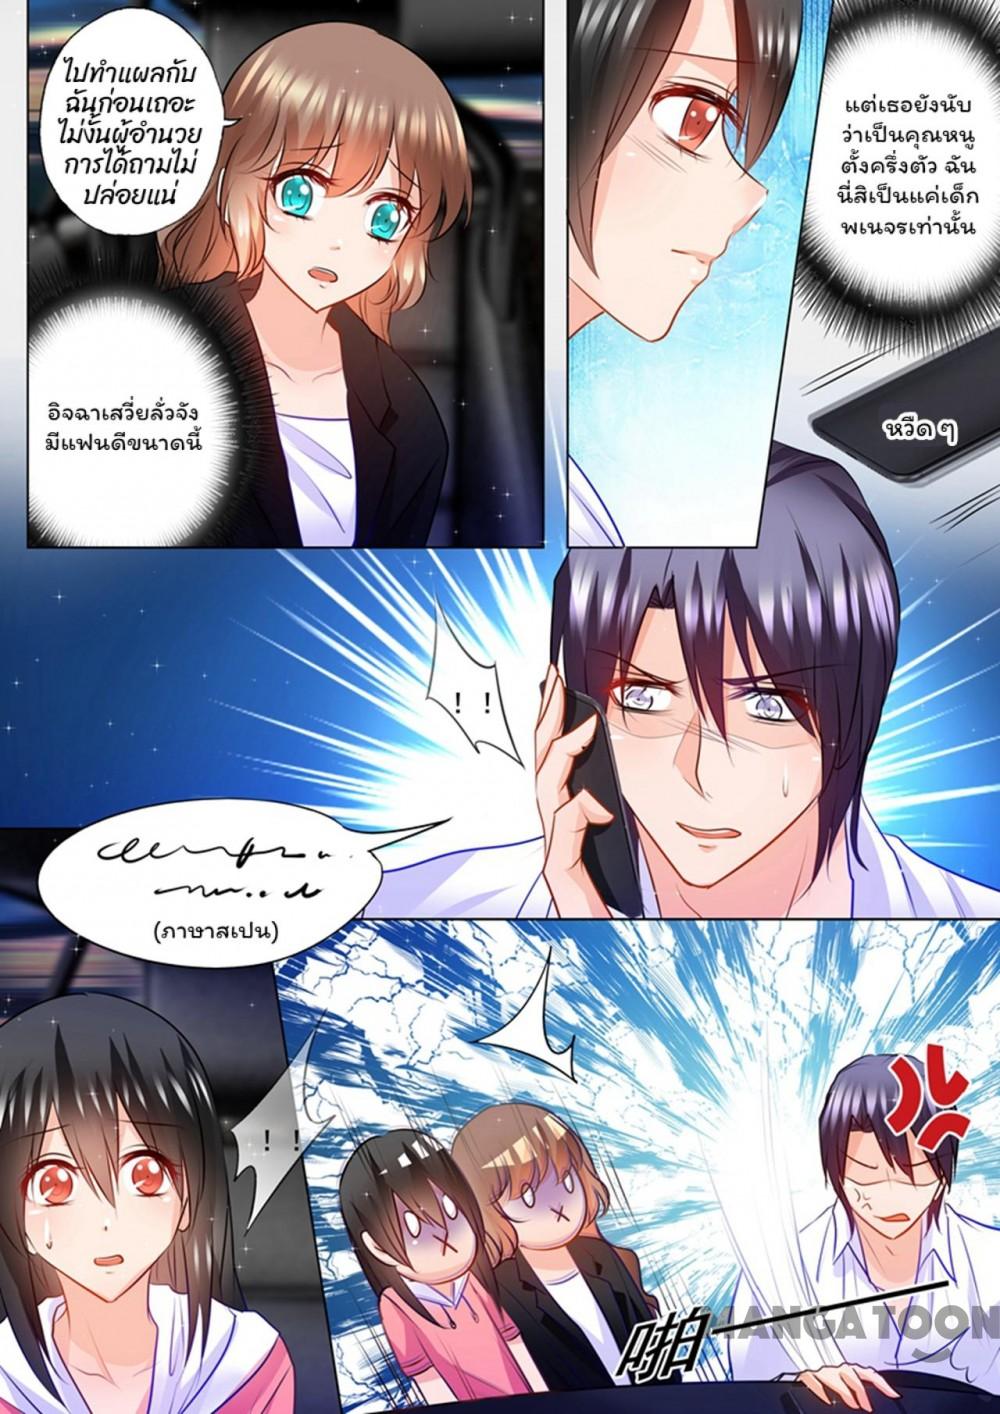 ไปทำแผลกับ
ฉันก่อนเถอะ
ไม่งั้นผู้อำนวย
การได้ถามไม่
ปล่อยแน่
อิจฉาเสวี่ยลั่วจัง
มีแฟนดีขนาดนี้
แต่เธอยังนับ
ว่าเป็นคุณหนู
ตั้งครึ่งตัว ฉัน
นี่สิเป็นแค่เด็ก
พเนจรเท่านั้น
หวืด ๆ
! !
(ภาษาสเปน)
! !
啪
MANGA TOON